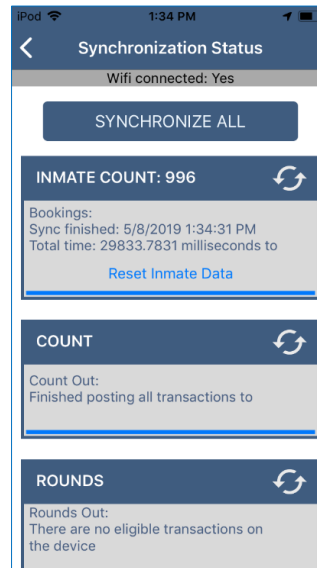 iPod 1:34 PM
Synchronization Status
Wifi connected: Yes
SYNCHRONIZE ALL
INMATE COUNT: 996
Bookings:
Sync finished: 5/8/2019 1:34:31 PM
Total time: 29833.7831 milliseconds to
Reset Inmate Data
COUNT
Count Out:
Finished posting all transactions to
ROUNDS
Rounds Out:
There are no eligible transactions on
the device